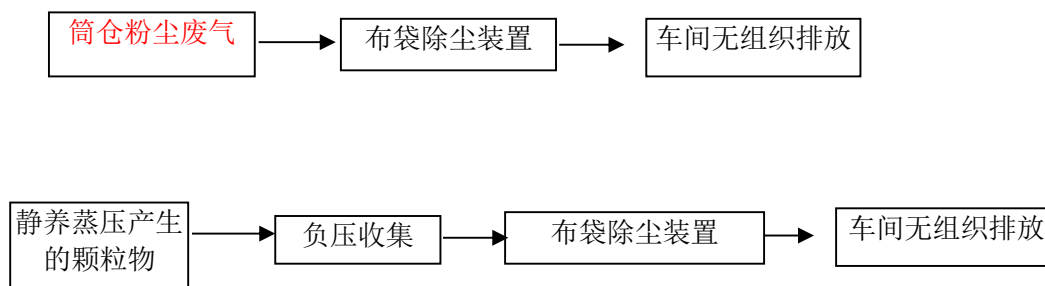 筒仓粉尘废气
布袋除尘装置
车间无组织排放
静养蒸压产生
的颗粒物
负压收集
布袋除尘装置
车间无组织排放